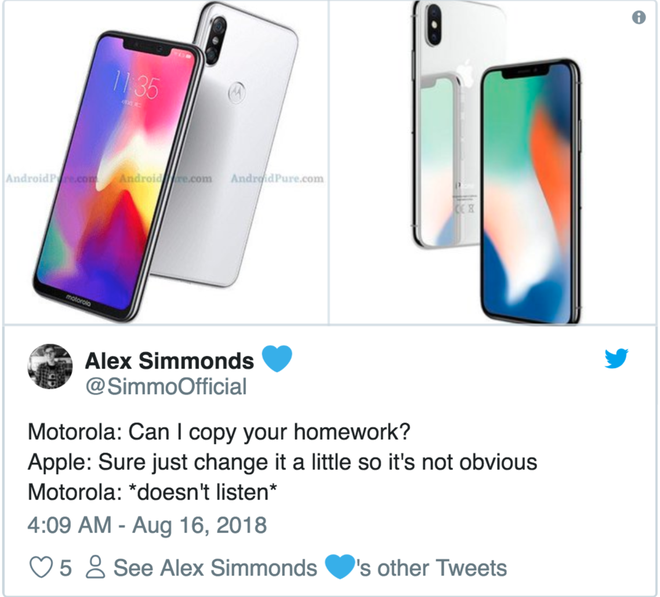 11:35
AndroidPure.com AndroidPure.com AndroidPure.com
motorola
CE
Alex Simmonds 💙
@SimmoOfficial
Motorola: Can I copy your homework?
Apple: Sure just change it a little so it's not obvious
Motorola: *doesn't listen*
4:09 AM - Aug 16, 2018
5 See Alex Simmonds 💙's other Tweets